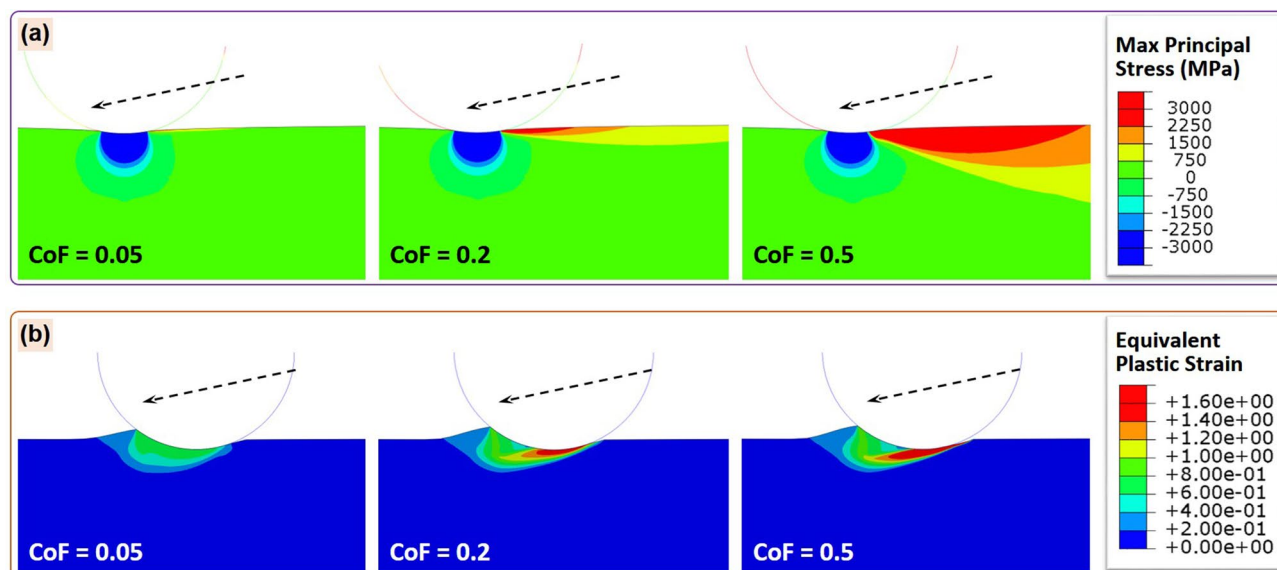 (a)
Max Principal
Stress (MPa)
3000
2250
1500
750
0
-750
-1500
-2250
-3000
CoF = 0.05
CoF = 0.2
CoF = 0.5
(b)
Equivalent
Plastic Strain
+1.60e+00
+1.40e+00
+1.20e+00
+1.00e+00
+8.00e-01
+6.00e-01
+4.00e-01
+2.00e-01
+0.00e+00
CoF = 0.05
CoF = 0.2
CoF = 0.5